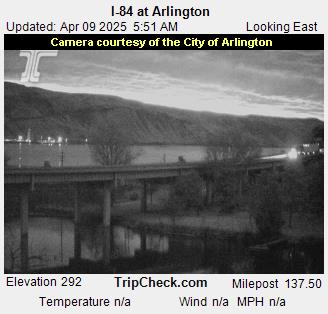 I-84 at Arlington
Updated: Apr 09 2025 5:51 AM Looking East
Camera courtesy of the City of Arlington
Elevation 292 TripCheck.com Milepost 137.50
Temperature n/a Wind n/a MPH n/a